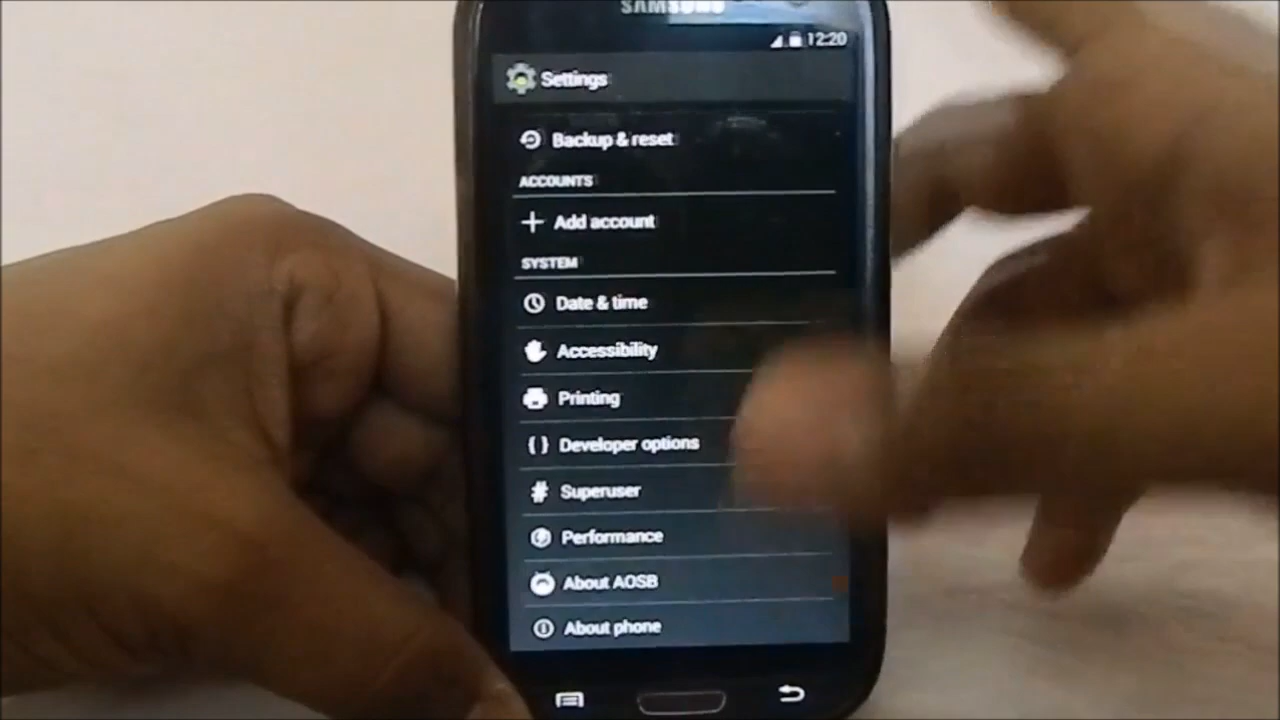 SAMSUNG
12:20
Settings
Backup & reset
ACCOUNTS
Add account
SYSTEM
Date & time
Accessibility
Printing
{ } Developer options
# Superuser
Performance
About AOSB
About phone